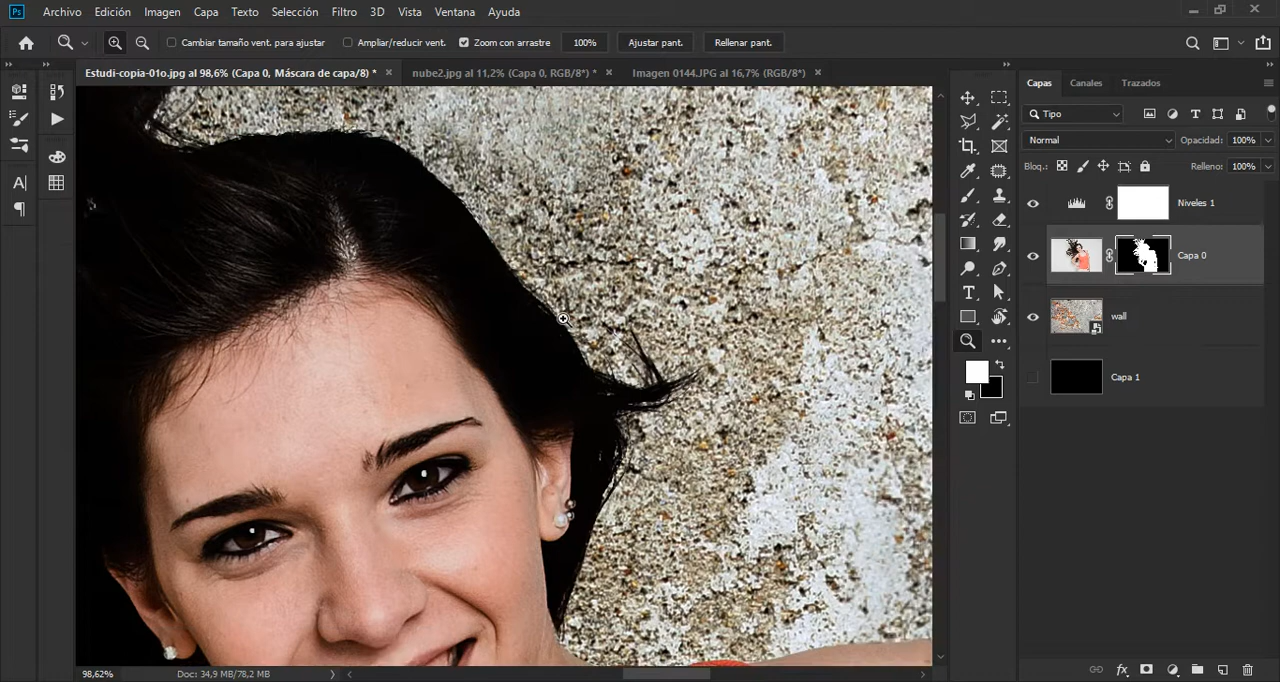 Ps Archivo Edición Imagen Capa Texto Selección Filtro 3D Vista Ventana Ayuda
Cambiar tamaño vent. para ajustar Ampliar/reducir vent. Zoom con arrastre 100% Ajustar pant. Rellenar pant.
Estudi-copia-01o.jpg al 98,6% (Capa 0, Máscara de capa/8) * × nube2.jpg al 11,2% (Capa 0, RGB/8*) * × Imagen 0144.JPG al 16,7% (RGB/8*) ×
Capas Canales Trazados
Tipo
Normal Opacidad: 100%
Bloq.: Relleno: 100%
Niveles 1
Capa 0
wall
Capa 1
98,62% Doc: 34,9 MB/78,2 MB